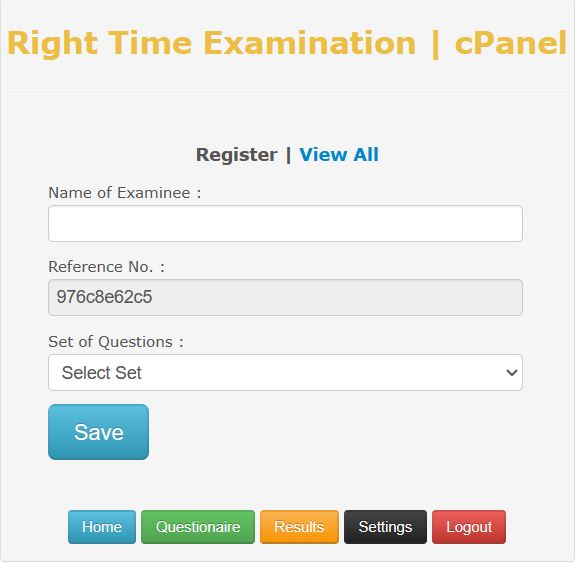 Right Time Examination | cPanel
Register | View All
Name of Examinee :
Reference No. :
976c8e62c5
Set of Questions :
Select Set
Save
Home Questionaire Results Settings Logout